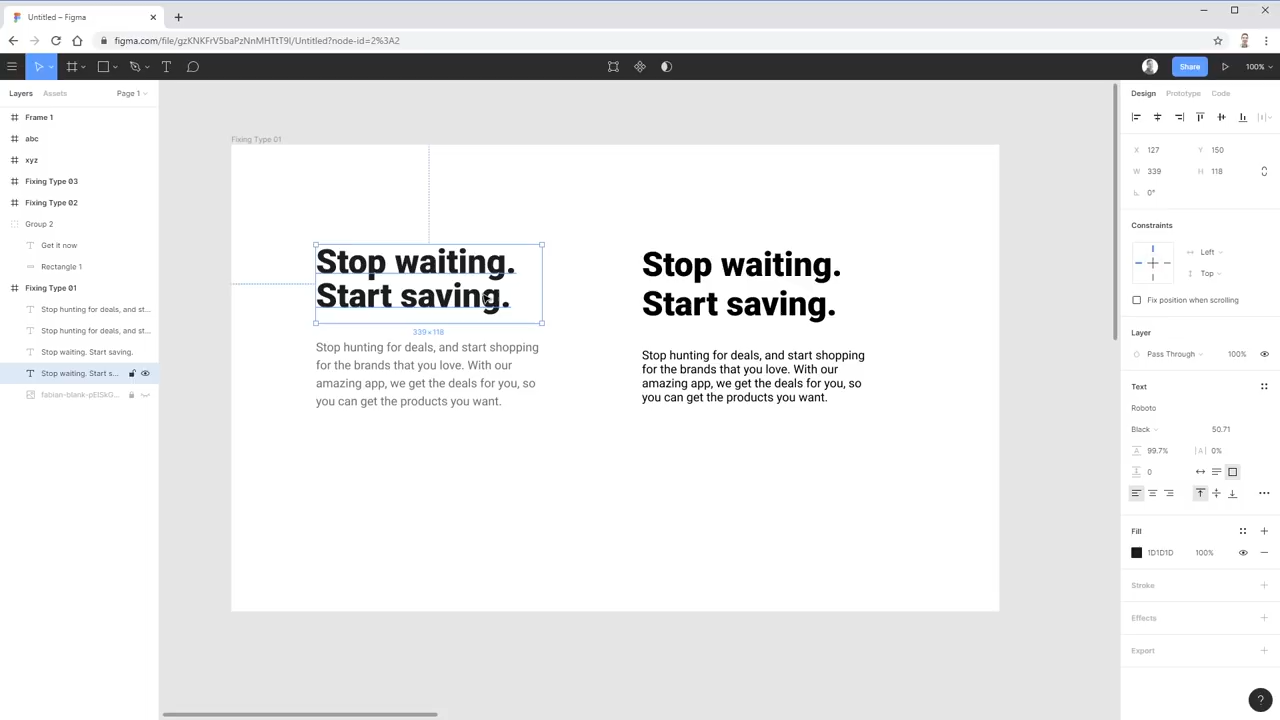 Untitled – Figma
figma.com/file/gzKNKFrV5baPzNnMHTtT9I/Untitled?node-id=2%3A2
Share
100%
Layers
Assets
Page 1
Frame 1
abc
xyz
Fixing Type 03
Fixing Type 02
Group 2
Get it now
Rectangle 1
Fixing Type 01
Stop hunting for deals, and st...
Stop hunting for deals, and st...
Stop waiting. Start saving.
Stop waiting. Start s...
fabian-blank-pElSkG...
Fixing Type 01
Stop waiting.
Start saving.
339×118
Stop hunting for deals, and start shopping
for the brands that you love. With our
amazing app, we get the deals for you, so
you can get the products you want.
Stop waiting.
Start saving.
Stop hunting for deals, and start shopping
for the brands that you love. With our
amazing app, we get the deals for you, so
you can get the products you want.
Design
Prototype
Code
X 127
Y 150
W 339
H 118
0°
Constraints
Left
Top
Fix position when scrolling
Layer
Pass Through
100%
Text
Roboto
Black
50.71
99.7%
|A| 0%
0
Fill
1D1D1D
100%
Stroke
Effects
Export
?